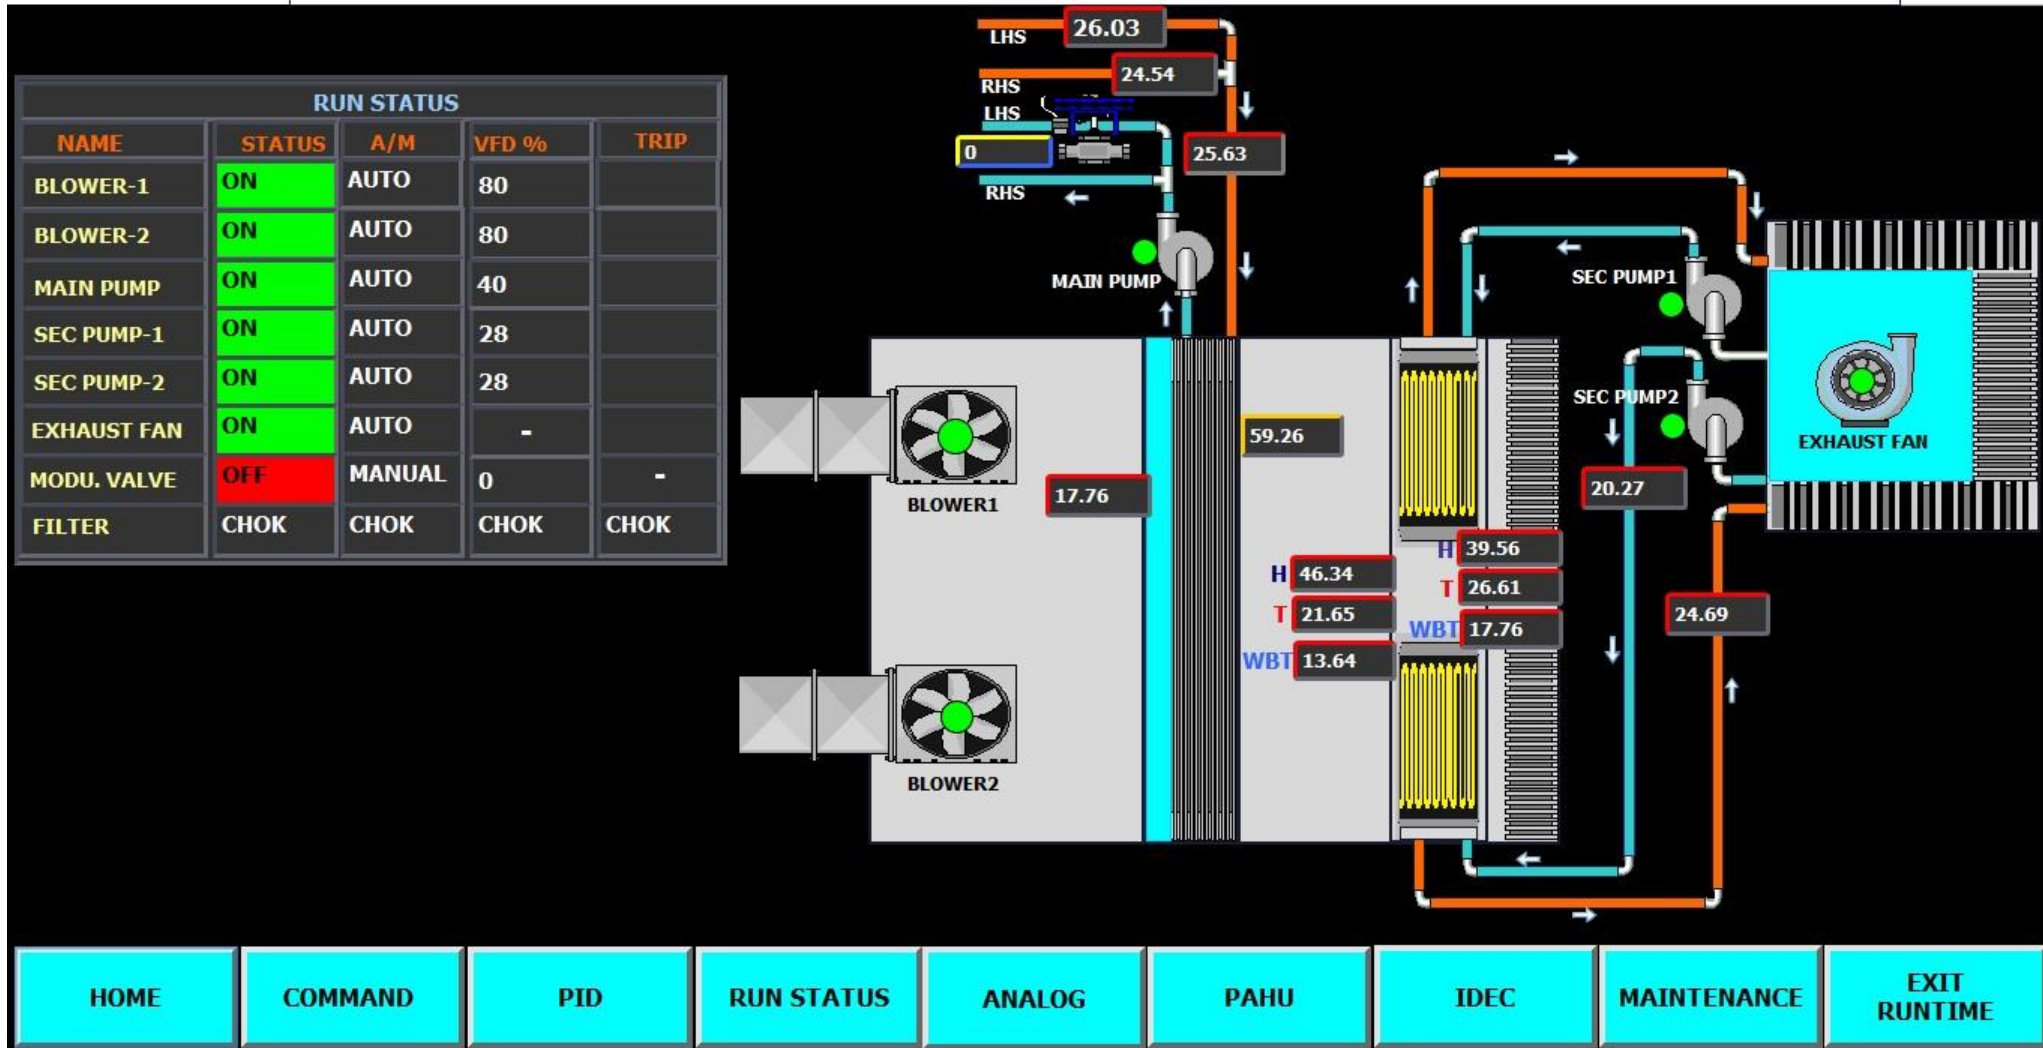 RUN STATUS
NAME STATUS A/M VFD % TRIP
BLOWER-1 ON AUTO 80
BLOWER-2 ON AUTO 80
MAIN PUMP ON AUTO 40
SEC PUMP-1 ON AUTO 28
SEC PUMP-2 ON AUTO 28
EXHAUST FAN ON AUTO -
MODU. VALVE OFF MANUAL 0 -
FILTER CHOK CHOK CHOK CHOK
LHS 26.03
RHS 24.54
LHS
0
25.63
RHS
MAIN PUMP
SEC PUMP1
SEC PUMP2
EXHAUST FAN
BLOWER1
17.76
59.26
20.27
H 39.56
T 26.61
WBT 17.76
H 46.34
T 21.65
WBT 13.64
24.69
BLOWER2
HOME
COMMAND
PID
RUN STATUS
ANALOG
PAHU
IDEC
MAINTENANCE
EXIT
RUNTIME